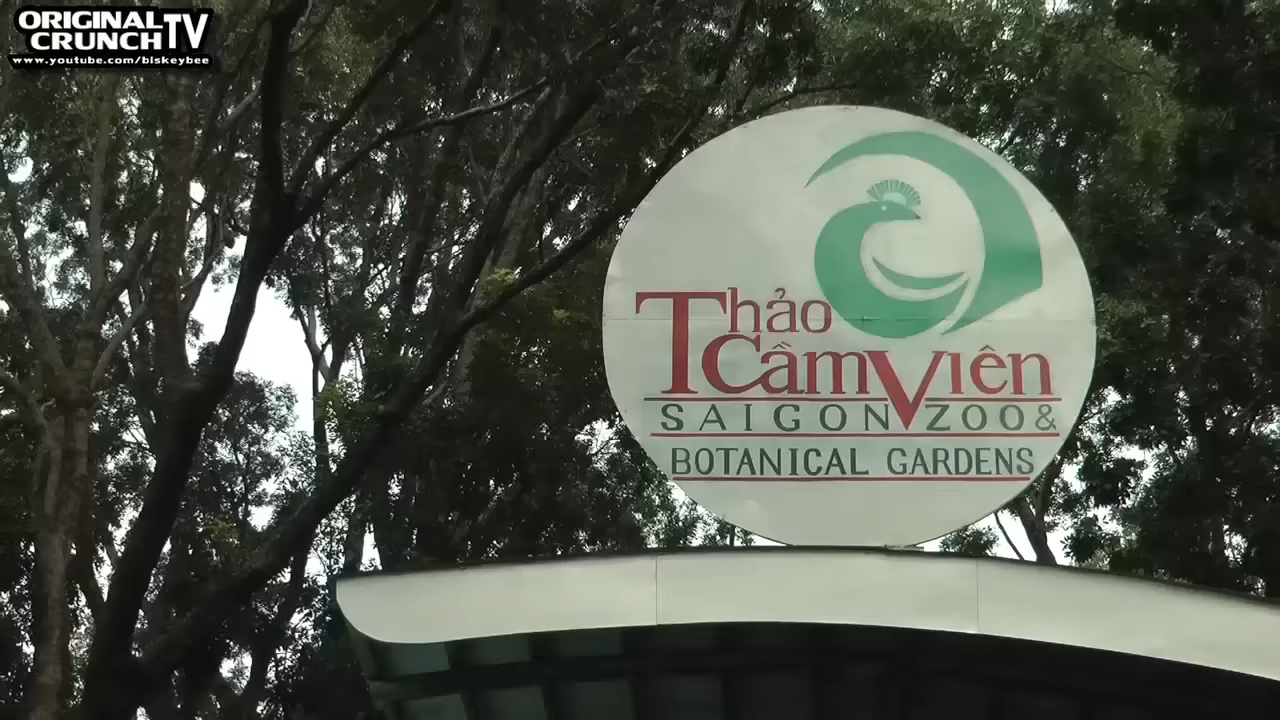 ORIGINAL
CRUNCH TV
www.youtube.com/biskeybee
Thảo
Cầm Viên
SAIGON ZOO &
BOTANICAL GARDENS